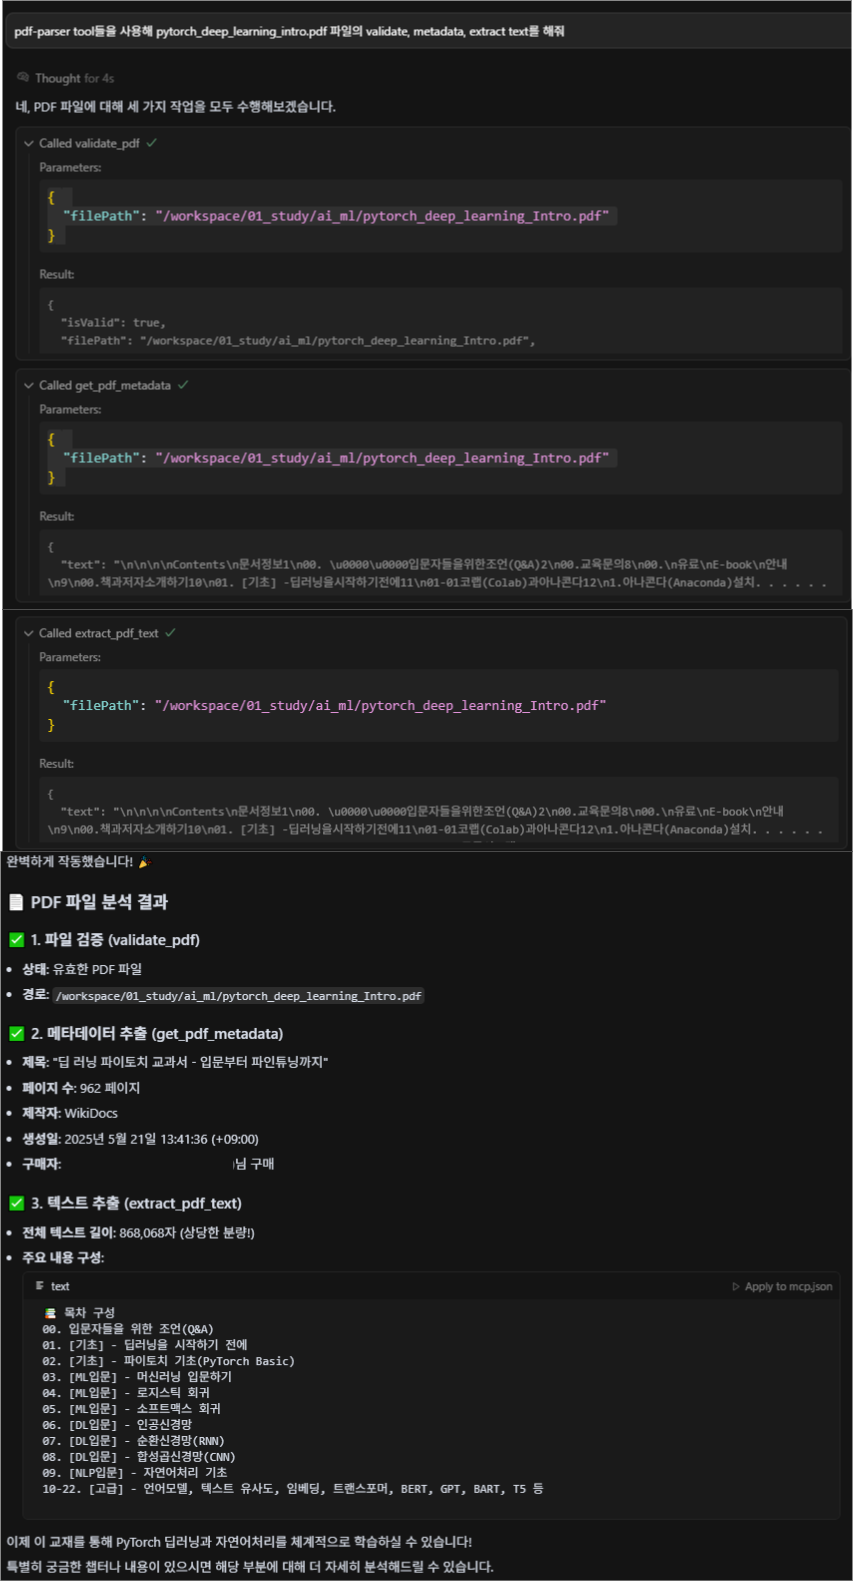 pdf-parser tool들을 사용해 pytorch_deep_learning_intro.pdf 파일의 validate, metadata, extract text를 해줘
Thought for 4s
네, PDF 파일에 대해 세 가지 작업을 모두 수행해보겠습니다.
Called validate_pdf
Parameters:
{
"filePath": "/workspace/01_study/ai_ml/pytorch_deep_learning_Intro.pdf"
}
Result:
{
"isValid": true,
"filePath": "/workspace/01_study/ai_ml/pytorch_deep_learning_Intro.pdf",
Called get_pdf_metadata
Parameters:
{
"filePath": "/workspace/01_study/ai_ml/pytorch_deep_learning_Intro.pdf"
}
Result:
{
"text": "\n\n\n\nContents\n문서정보1\n00. \u0000\u0000입문자들을위한조언(Q&A)2\n00.교육문의8\n00.\n유료\nE-book\n안내
\n9\n00.책과저자소개하기10\n01. [기초] -딥러닝을시작하기전에11\n01-01코랩(Colab)과아나콘다12\n1.아나콘다(Anaconda)설치. . . . . .
Called extract_pdf_text
Parameters:
{
"filePath": "/workspace/01_study/ai_ml/pytorch_deep_learning_Intro.pdf"
}
Result:
{
"text": "\n\n\n\nContents\n문서정보1\n00. \u0000\u0000입문자들을위한조언(Q&A)2\n00.교육문의8\n00.\n유료\nE-book\n안내
\n9\n00.책과저자소개하기10\n01. [기초] -딥러닝을시작하기전에11\n01-01코랩(Colab)과아나콘다12\n1.아나콘다(Anaconda)설치. . . . . .
완벽하게 작동했습니다! 🎉
📄 PDF 파일 분석 결과
✅ 1. 파일 검증 (validate_pdf)
• 상태: 유효한 PDF 파일
• 경로: /workspace/01_study/ai_ml/pytorch_deep_learning_Intro.pdf
✅ 2. 메타데이터 추출 (get_pdf_metadata)
• 제목: "딥 러닝 파이토치 교과서 - 입문부터 파인튜닝까지"
• 페이지 수: 962 페이지
• 제작자: WikiDocs
• 생성일: 2025년 5월 21일 13:41:36 (+09:00)
• 구매자: )님 구매
✅ 3. 텍스트 추출 (extract_pdf_text)
• 전체 텍스트 길이: 868,068자 (상당한 분량!)
• 주요 내용 구성:
text Apply to mcp.json
📚 목차 구성
00. 입문자들을 위한 조언(Q&A)
01. [기초] - 딥러닝을 시작하기 전에
02. [기초] - 파이토치 기초(PyTorch Basic)
03. [ML입문] - 머신러닝 입문하기
04. [ML입문] - 로지스틱 회귀
05. [ML입문] - 소프트맥스 회귀
06. [DL입문] - 인공신경망
07. [DL입문] - 순환신경망(RNN)
08. [DL입문] - 합성곱신경망(CNN)
09. [NLP입문] - 자연어처리 기초
10-22. [고급] - 언어모델, 텍스트 유사도, 임베딩, 트랜스포머, BERT, GPT, BART, T5 등
이제 이 교재를 통해 PyTorch 딥러닝과 자연어처리를 체계적으로 학습하실 수 있습니다!
특별히 궁금한 챕터나 내용이 있으시면 해당 부분에 대해 더 자세히 분석해드릴 수 있습니다.